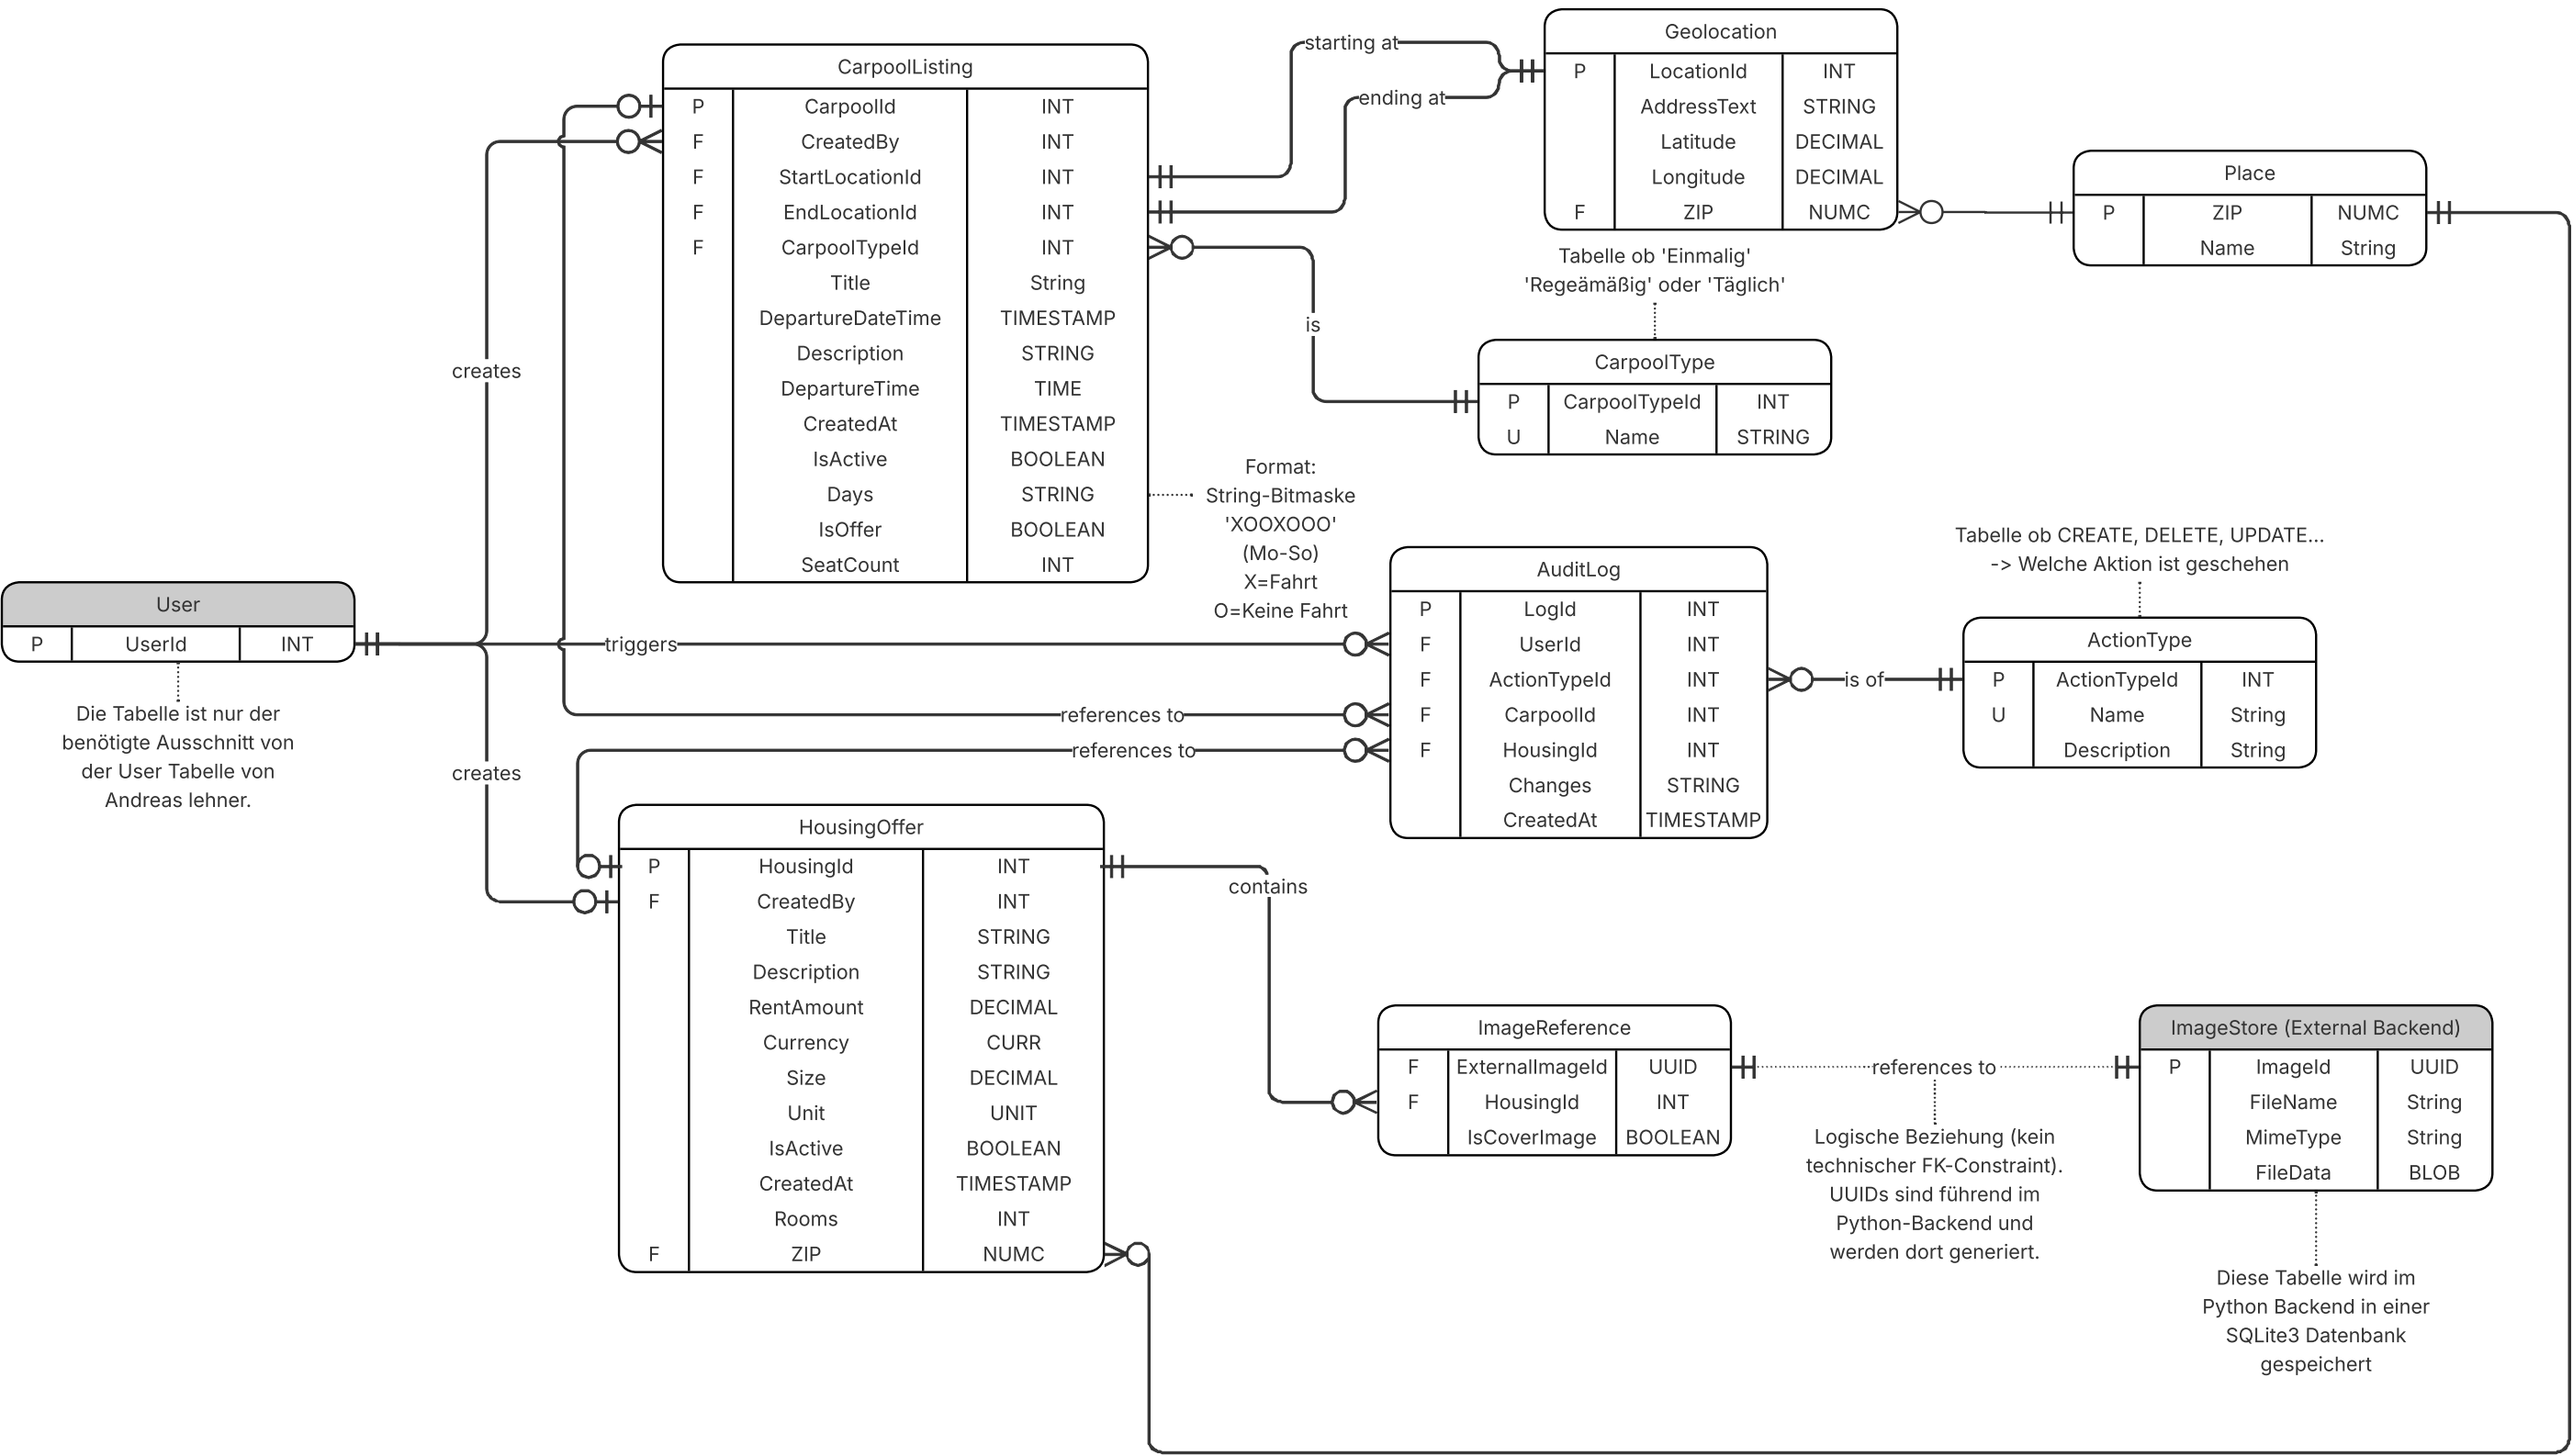 CarpoolListing
P CarpoolId INT
F CreatedBy INT
F StartLocationId INT
F EndLocationId INT
F CarpoolTypeId INT
Title String
DepartureDateTime TIMESTAMP
Description STRING
DepartureTime TIME
CreatedAt TIMESTAMP
IsActive BOOLEAN
Days STRING
IsOffer BOOLEAN
SeatCount INT
starting at
ending at
is
Geolocation
P LocationId INT
AddressText STRING
Latitude DECIMAL
Longitude DECIMAL
F ZIP NUMC
Place
P ZIP NUMC
Name String
Tabelle ob 'Einmalig'
'Regeämäßig' oder 'Täglich'
CarpoolType
P CarpoolTypeId INT
U Name STRING
Format:
String-Bitmaske
'XOOXOOO'
(Mo-So)
X=Fahrt
O=Keine Fahrt
creates
User
P UserId INT
Die Tabelle ist nur der
benötigte Ausschnitt von
der User Tabelle von
Andreas lehner.
triggers
references to
references to
creates
AuditLog
P LogId INT
F UserId INT
F ActionTypeId INT
F CarpoolId INT
F HousingId INT
Changes STRING
CreatedAt TIMESTAMP
is of
Tabelle ob CREATE, DELETE, UPDATE...
-> Welche Aktion ist geschehen
ActionType
P ActionTypeId INT
U Name String
Description String
HousingOffer
P HousingId INT
F CreatedBy INT
Title STRING
Description STRING
RentAmount DECIMAL
Currency CURR
Size DECIMAL
Unit UNIT
IsActive BOOLEAN
CreatedAt TIMESTAMP
Rooms INT
F ZIP NUMC
contains
ImageReference
F ExternalImageId UUID
F HousingId INT
IsCoverImage BOOLEAN
references to
Logische Beziehung (kein
technischer FK-Constraint).
UUIDs sind führend im
Python-Backend und
werden dort generiert.
ImageStore (External Backend)
P ImageId UUID
FileName String
MimeType String
FileData BLOB
Diese Tabelle wird im
Python Backend in einer
SQLite3 Datenbank
gespeichert